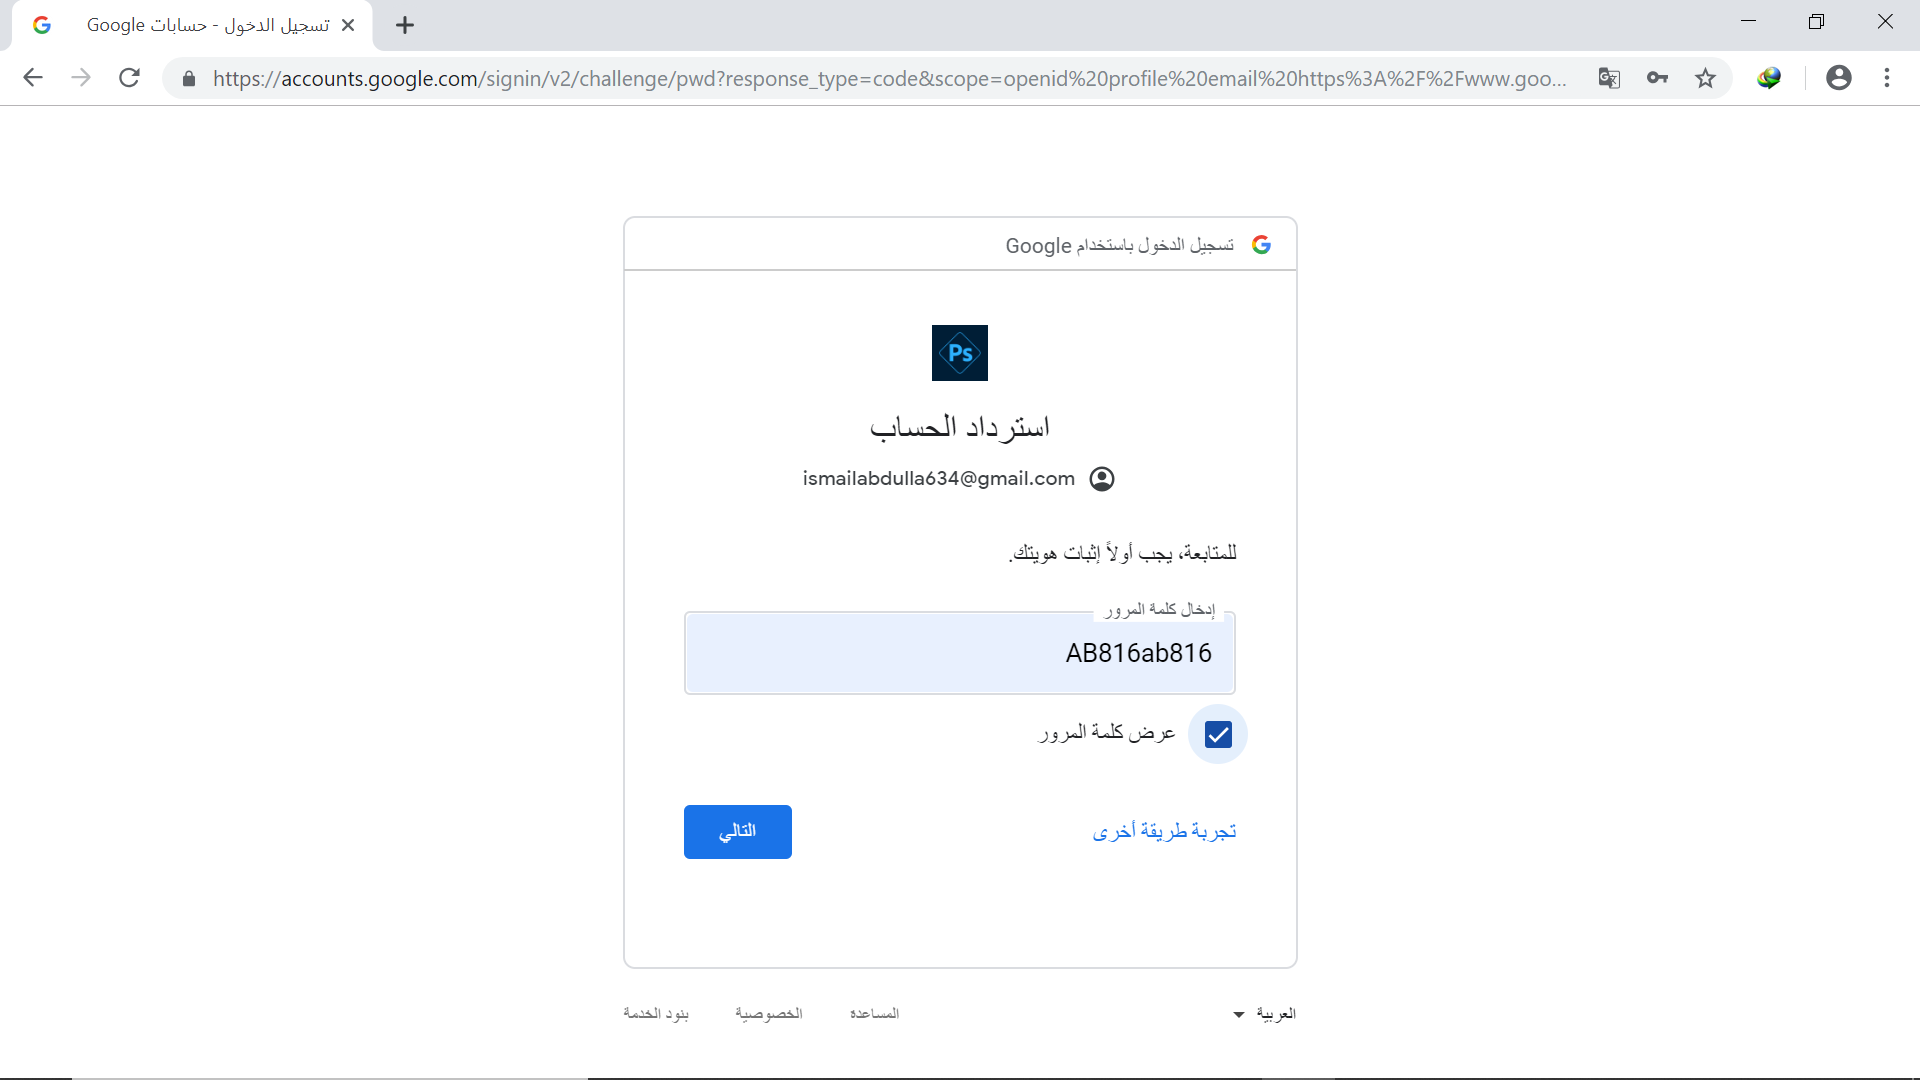 تسجيل الدخول - حسابات Google
https://accounts.google.com/signin/v2/challenge/pwd?response_type=code&scope=openid%20profile%20email%20https%3A%2F%2Fwww.goo...
تسجيل الدخول باستخدام Google
Ps
استرداد الحساب
ismailabdulla634@gmail.com
للمتابعة، يجب أولاً إثبات هويتك.
إدخال كلمة المرور
AB816ab816
عرض كلمة المرور
تجربة طريقة أخرى
التالي
العربية
المساعدة
الخصوصية
بنود الخدمة